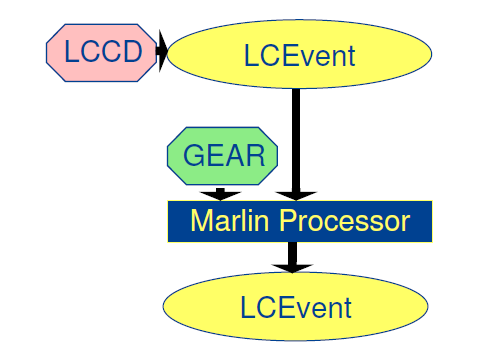 LCCD
LCEvent
GEAR
Marlin Processor
LCEvent